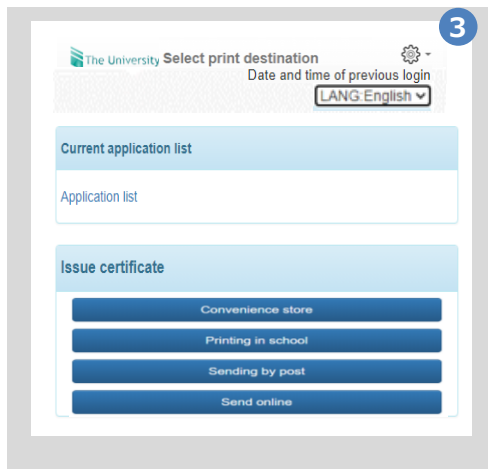 3
The University Select print destination
Date and time of previous login
LANG:English
Current application list
Application list
Issue certificate
Convenience store
Printing in school
Sending by post
Send online